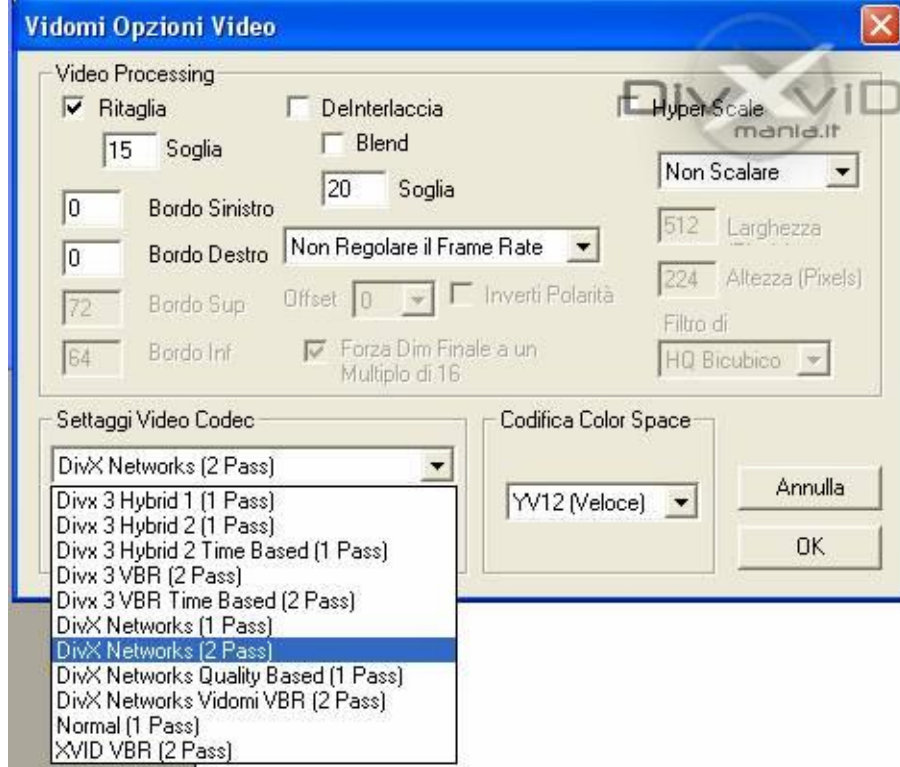 Vidomi Opzioni Video
Video Processing
Ritaglia
15 Soglia
0 Bordo Sinistro
0 Bordo Destro
72 Bordo Sup
64 Bordo Inf
DeInterlaccia
Blend
20 Soglia
Non Regolare il Frame Rate
Offset 0 Inverti Polarità
Forza Dim Finale a un
Multiplo di 16
Hyper Scale
Non Scalare
512 Larghezza
224 Altezza (Pixels)
Filtro di
HQ Bicubico
DivXviD
mania.it
Settaggi Video Codec
DivX Networks (2 Pass)
Divx 3 Hybrid 1 (1 Pass)
Divx 3 Hybrid 2 (1 Pass)
Divx 3 Hybrid 2 Time Based (1 Pass)
Divx 3 VBR (2 Pass)
Divx 3 VBR Time Based (2 Pass)
DivX Networks (1 Pass)
DivX Networks (2 Pass)
DivX Networks Quality Based (1 Pass)
DivX Networks Vidomi VBR (2 Pass)
Normal (1 Pass)
XVID VBR (2 Pass)
Codifica Color Space
YV12 (Veloce)
Annulla
OK